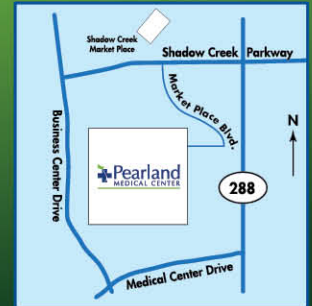 Shadow Creek
Market Place
Shadow Creek Parkway
Market Place Blvd.
Business Center Drive
N
Pearland
MEDICAL CENTER
288
Medical Center Drive